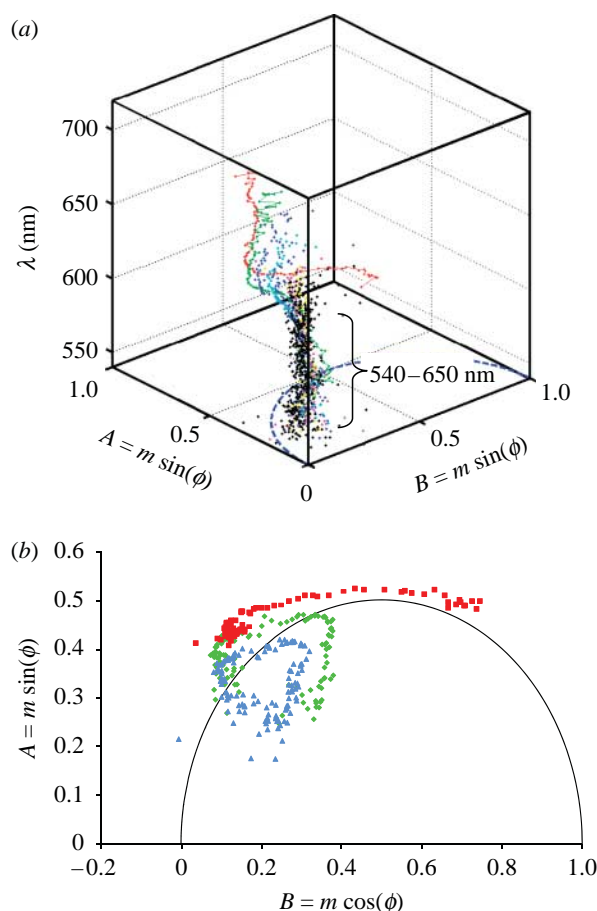 (a)
700
650
λ (nm)
600
550
1.0
540–650 nm
1.0
0.5
0.5
A = m sin(ϕ)
B = m sin(ϕ)
0
(b)
0.6
0.5
0.4
A = m sin(ϕ)
0.3
0.2
0.1
0
–0.2 0 0.2 0.4 0.6 0.8 1.0
B = m cos(ϕ)